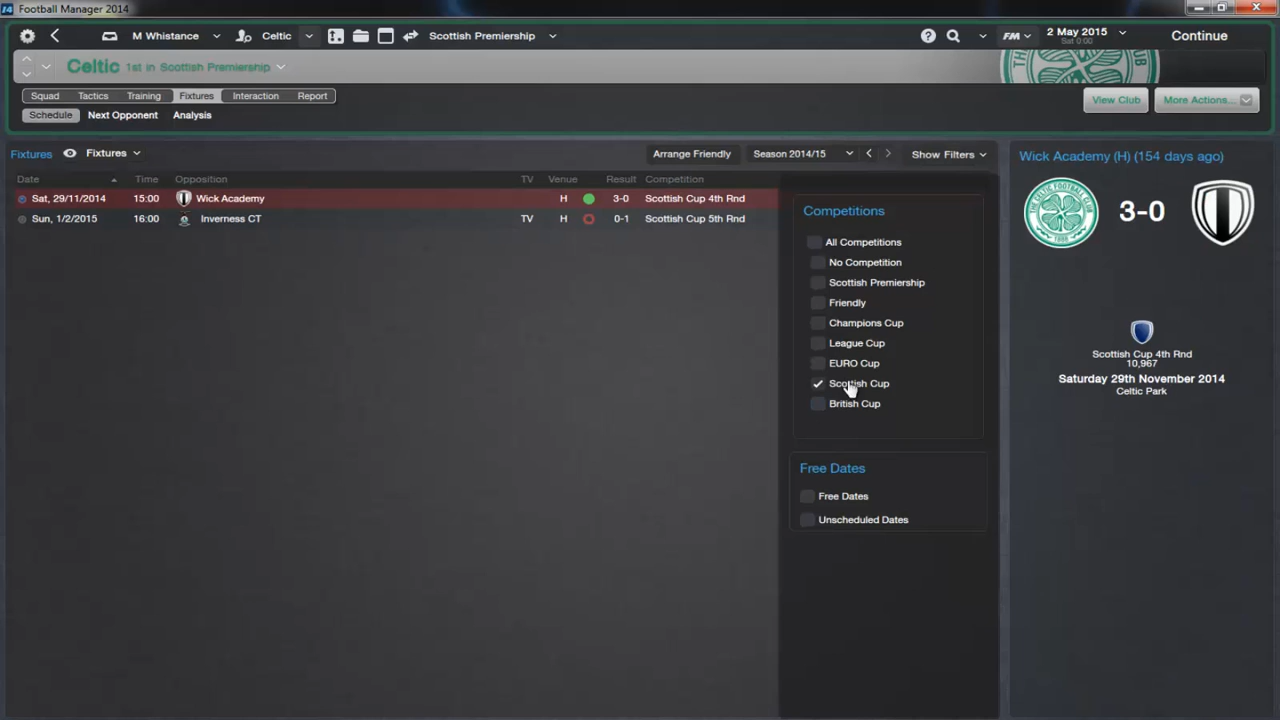 Football Manager 2014
M Whistance Celtic Scottish Premiership FM 2 May 2015 Continue
Sat 0:00
Celtic 1st in Scottish Premiership
Squad Tactics Training Fixtures Interaction Report View Club More Actions...
Schedule Next Opponent Analysis
Fixtures Fixtures Arrange Friendly Season 2014/15 Show Filters
Date Time Opposition TV Venue Result Competition
Sat, 29/11/2014 15:00 Wick Academy H 3-0 Scottish Cup 4th Rnd
Sun, 1/2/2015 16:00 Inverness CT TV H 0-1 Scottish Cup 5th Rnd
Competitions
All Competitions
No Competition
Scottish Premiership
Friendly
Champions Cup
League Cup
EURO Cup
Scottish Cup
British Cup
Free Dates
Free Dates
Unscheduled Dates
Wick Academy (H) (154 days ago)
3-0
Scottish Cup 4th Rnd
10,967
Saturday 29th November 2014
Celtic Park